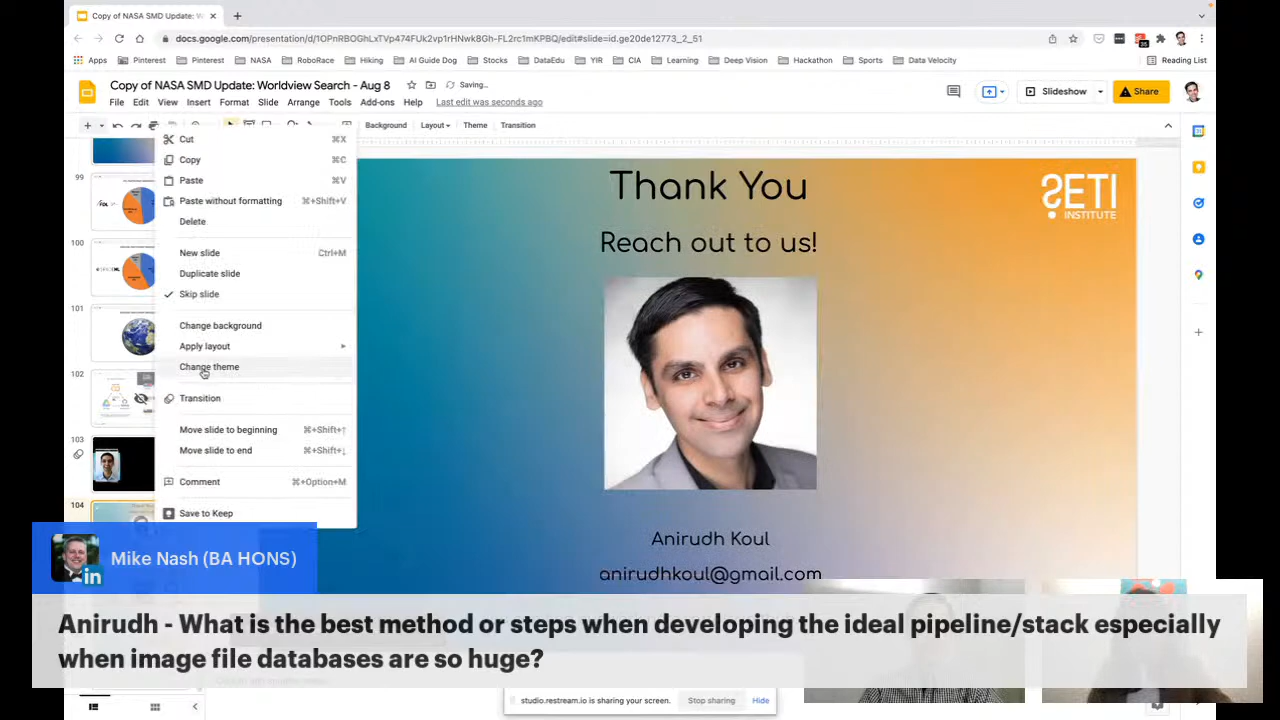 Copy of NASA SMD Update: W
docs.google.com/presentation/d/1OPnRBOGhLxTVp474FUk2vp1rHNwk8Gh-FL2rc1mKPBQ/edit#slide=id.ge20de12773_2_51
35
Apps Pinterest Pinterest NASA RoboRace Hiking AI Guide Dog Stocks DataEdu YIR CIA Learning Deep Vision Hackathon Sports Data Velocity Reading List
Copy of NASA SMD Update: Worldview Search - Aug 8 Saving...
File Edit View Insert Format Slide Arrange Tools Add-ons Help Last edit was seconds ago
Slideshow Share
Background Layout Theme Transition
Cut ⌘X
Copy ⌘C
Paste ⌘V
Paste without formatting ⌘+Shift+V
Delete
New slide Ctrl+M
Duplicate slide
Skip slide
Change background
Apply layout
Change theme
Transition
Move slide to beginning ⌘+Shift+↑
Move slide to end ⌘+Shift+↓
Comment ⌘+Option+M
Save to Keep
99
100
101
102
103
104
Thank You
Reach out to us!
SETI
INSTITUTE
Anirudh Koul
anirudhkoul@gmail.com
in
Mike Nash (BA HONS)
Anirudh - What is the best method or steps when developing the ideal pipeline/stack especially
when image file databases are so huge?
studio.restream.io is sharing your screen. Stop sharing Hide